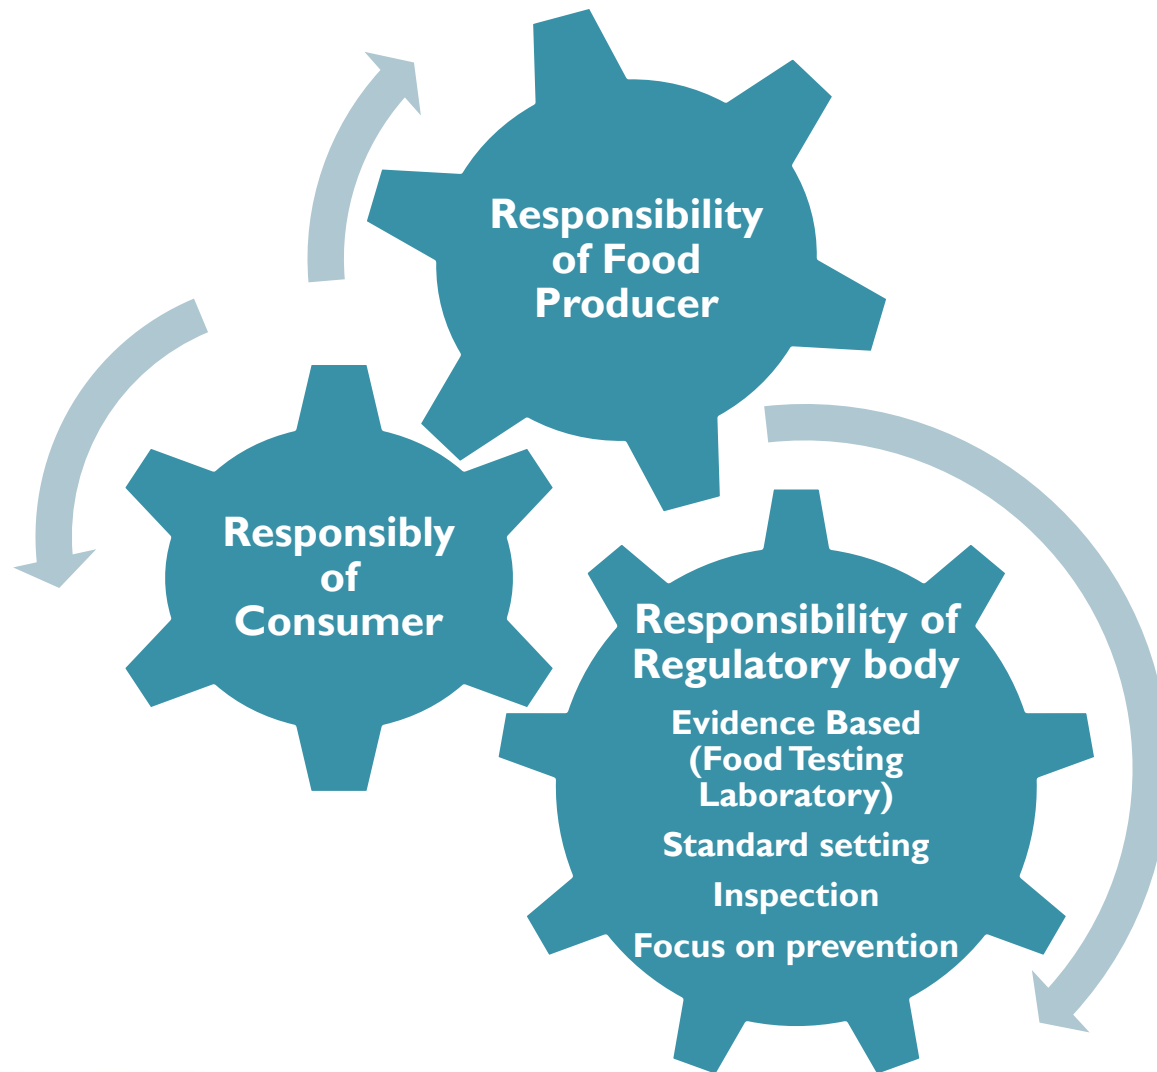 Responsibility
of Food
Producer
Responsibly
of
Consumer
Responsibility of
Regulatory body
Evidence Based
(Food Testing
Laboratory)
Standard setting
Inspection
Focus on prevention